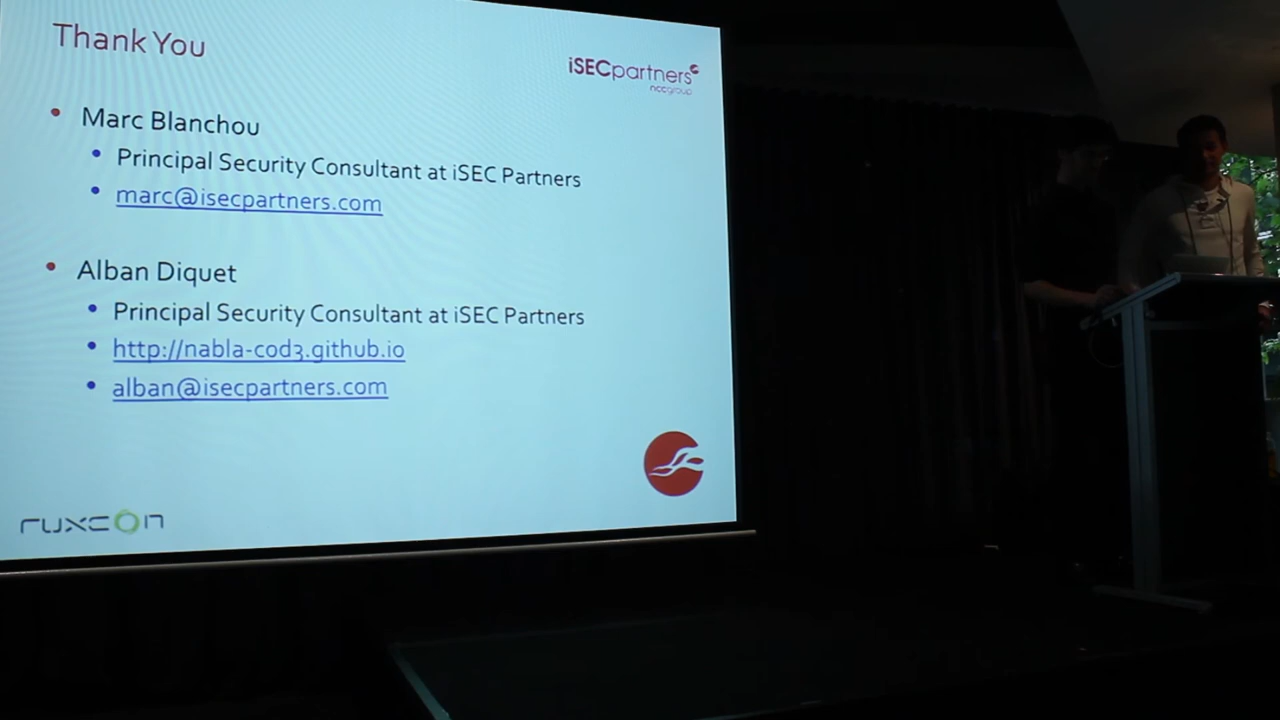 Thank You
iSECpartners
nccgroup
Marc Blanchou
Principal Security Consultant at iSEC Partners
marc@isecpartners.com
Alban Diquet
Principal Security Consultant at iSEC Partners
http://nabla-cod3.github.io
alban@isecpartners.com
ruxcon